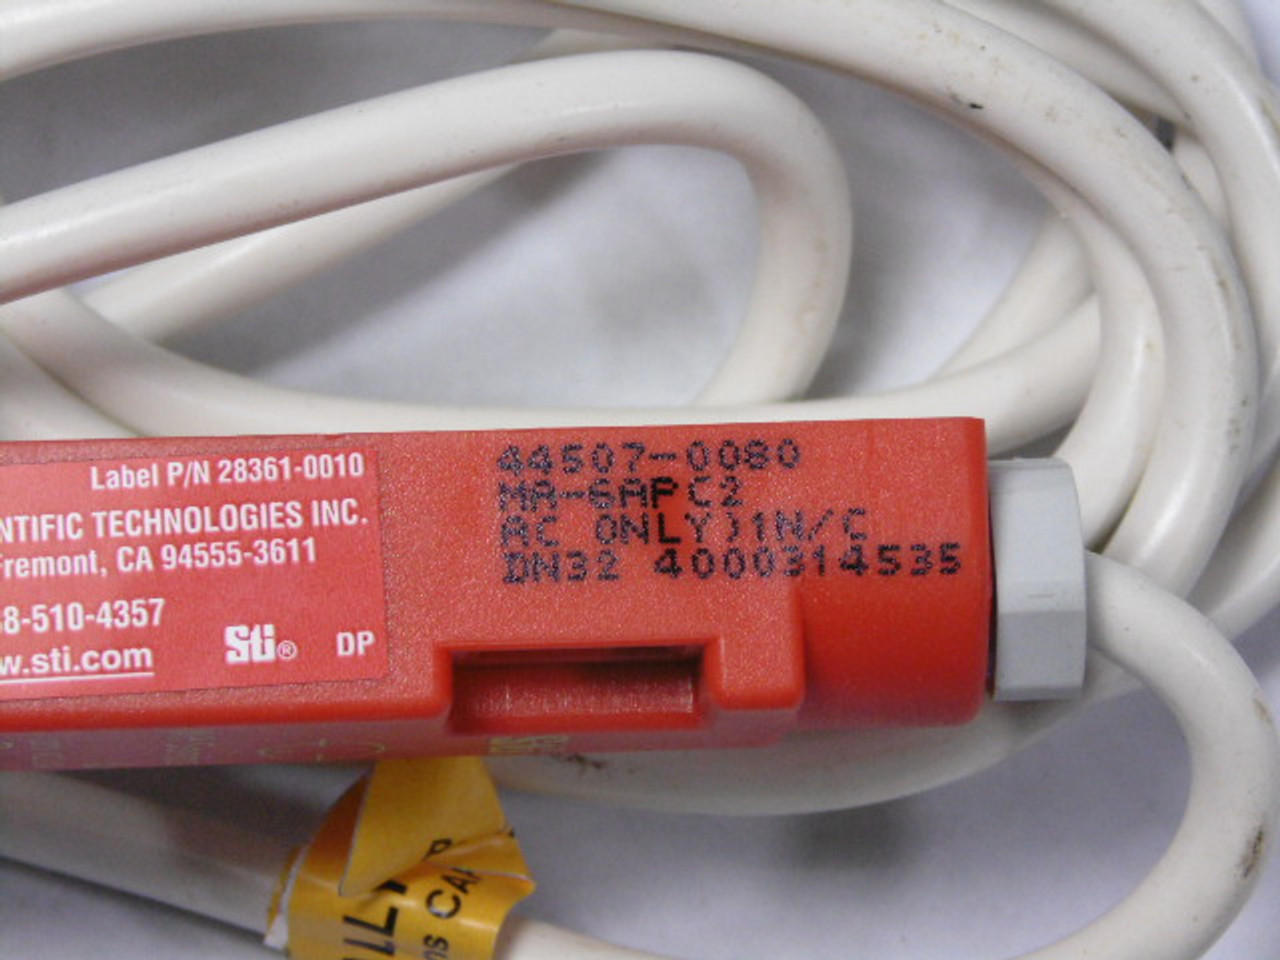 Label P/N 28361-0010
NTIFIC TECHNOLOGIES INC.
Fremont, CA 94555-3611
8-510-4357
w.sti.com
Sti® DP
44507-0080
MA-6APC2
AC ONLY)1N/C
DN32 4000314535